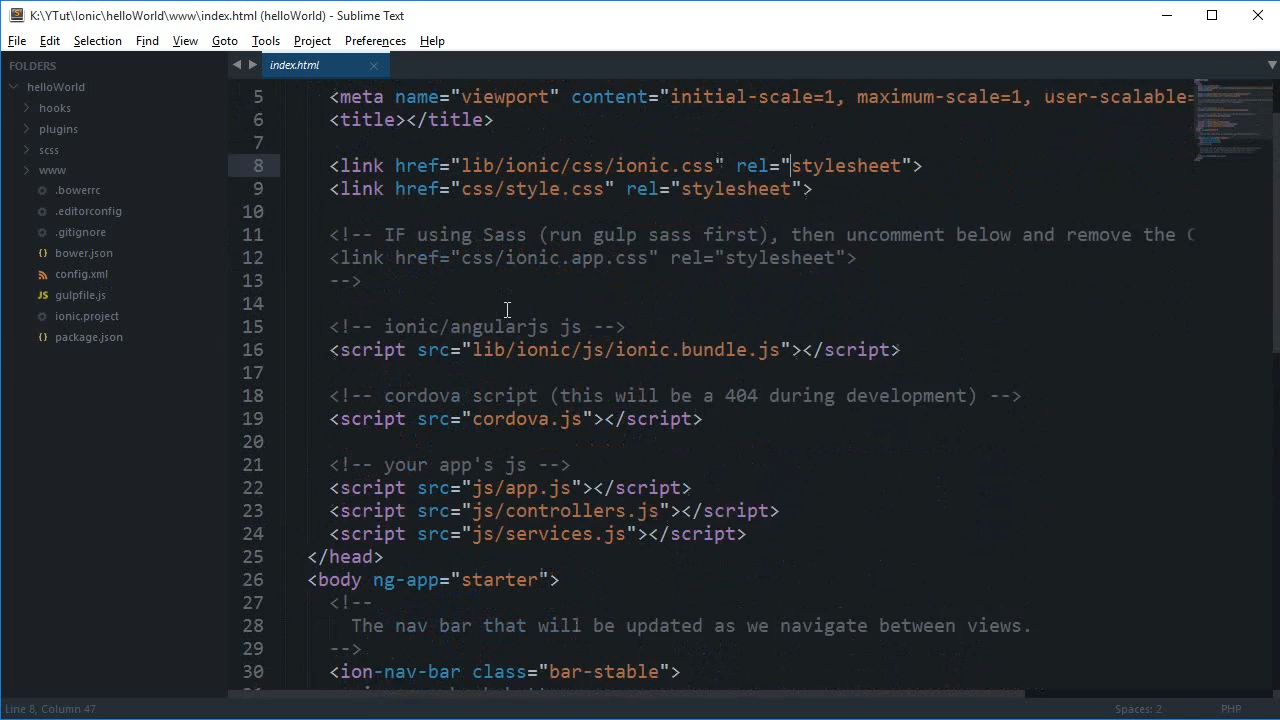 K:\YTut\Ionic\helloWorld\www\index.html (helloWorld) - Sublime Text
File Edit Selection Find View Goto Tools Project Preferences Help
FOLDERS
helloWorld
hooks
plugins
scss
www
.bowerrc
.editorconfig
.gitignore
bower.json
config.xml
JS gulpfile.js
ionic.project
package.json
index.html
5 <meta name="viewport" content="initial-scale=1, maximum-scale=1, user-scalable=
6 <title></title>
7
8 <link href="lib/ionic/css/ionic.css" rel="stylesheet">
9 <link href="css/style.css" rel="stylesheet">
10
11 <!-- IF using Sass (run gulp sass first), then uncomment below and remove the C
12 <link href="css/ionic.app.css" rel="stylesheet">
13 -->
14
15 <!-- ionic/angularjs js -->
16 <script src="lib/ionic/js/ionic.bundle.js"></script>
17
18 <!-- cordova script (this will be a 404 during development) -->
19 <script src="cordova.js"></script>
20
21 <!-- your app's js -->
22 <script src="js/app.js"></script>
23 <script src="js/controllers.js"></script>
24 <script src="js/services.js"></script>
25 </head>
26 <body ng-app="starter">
27 <!--
28 The nav bar that will be updated as we navigate between views.
29 -->
30 <ion-nav-bar class="bar-stable">
Line 8, Column 47
Spaces: 2
PHP